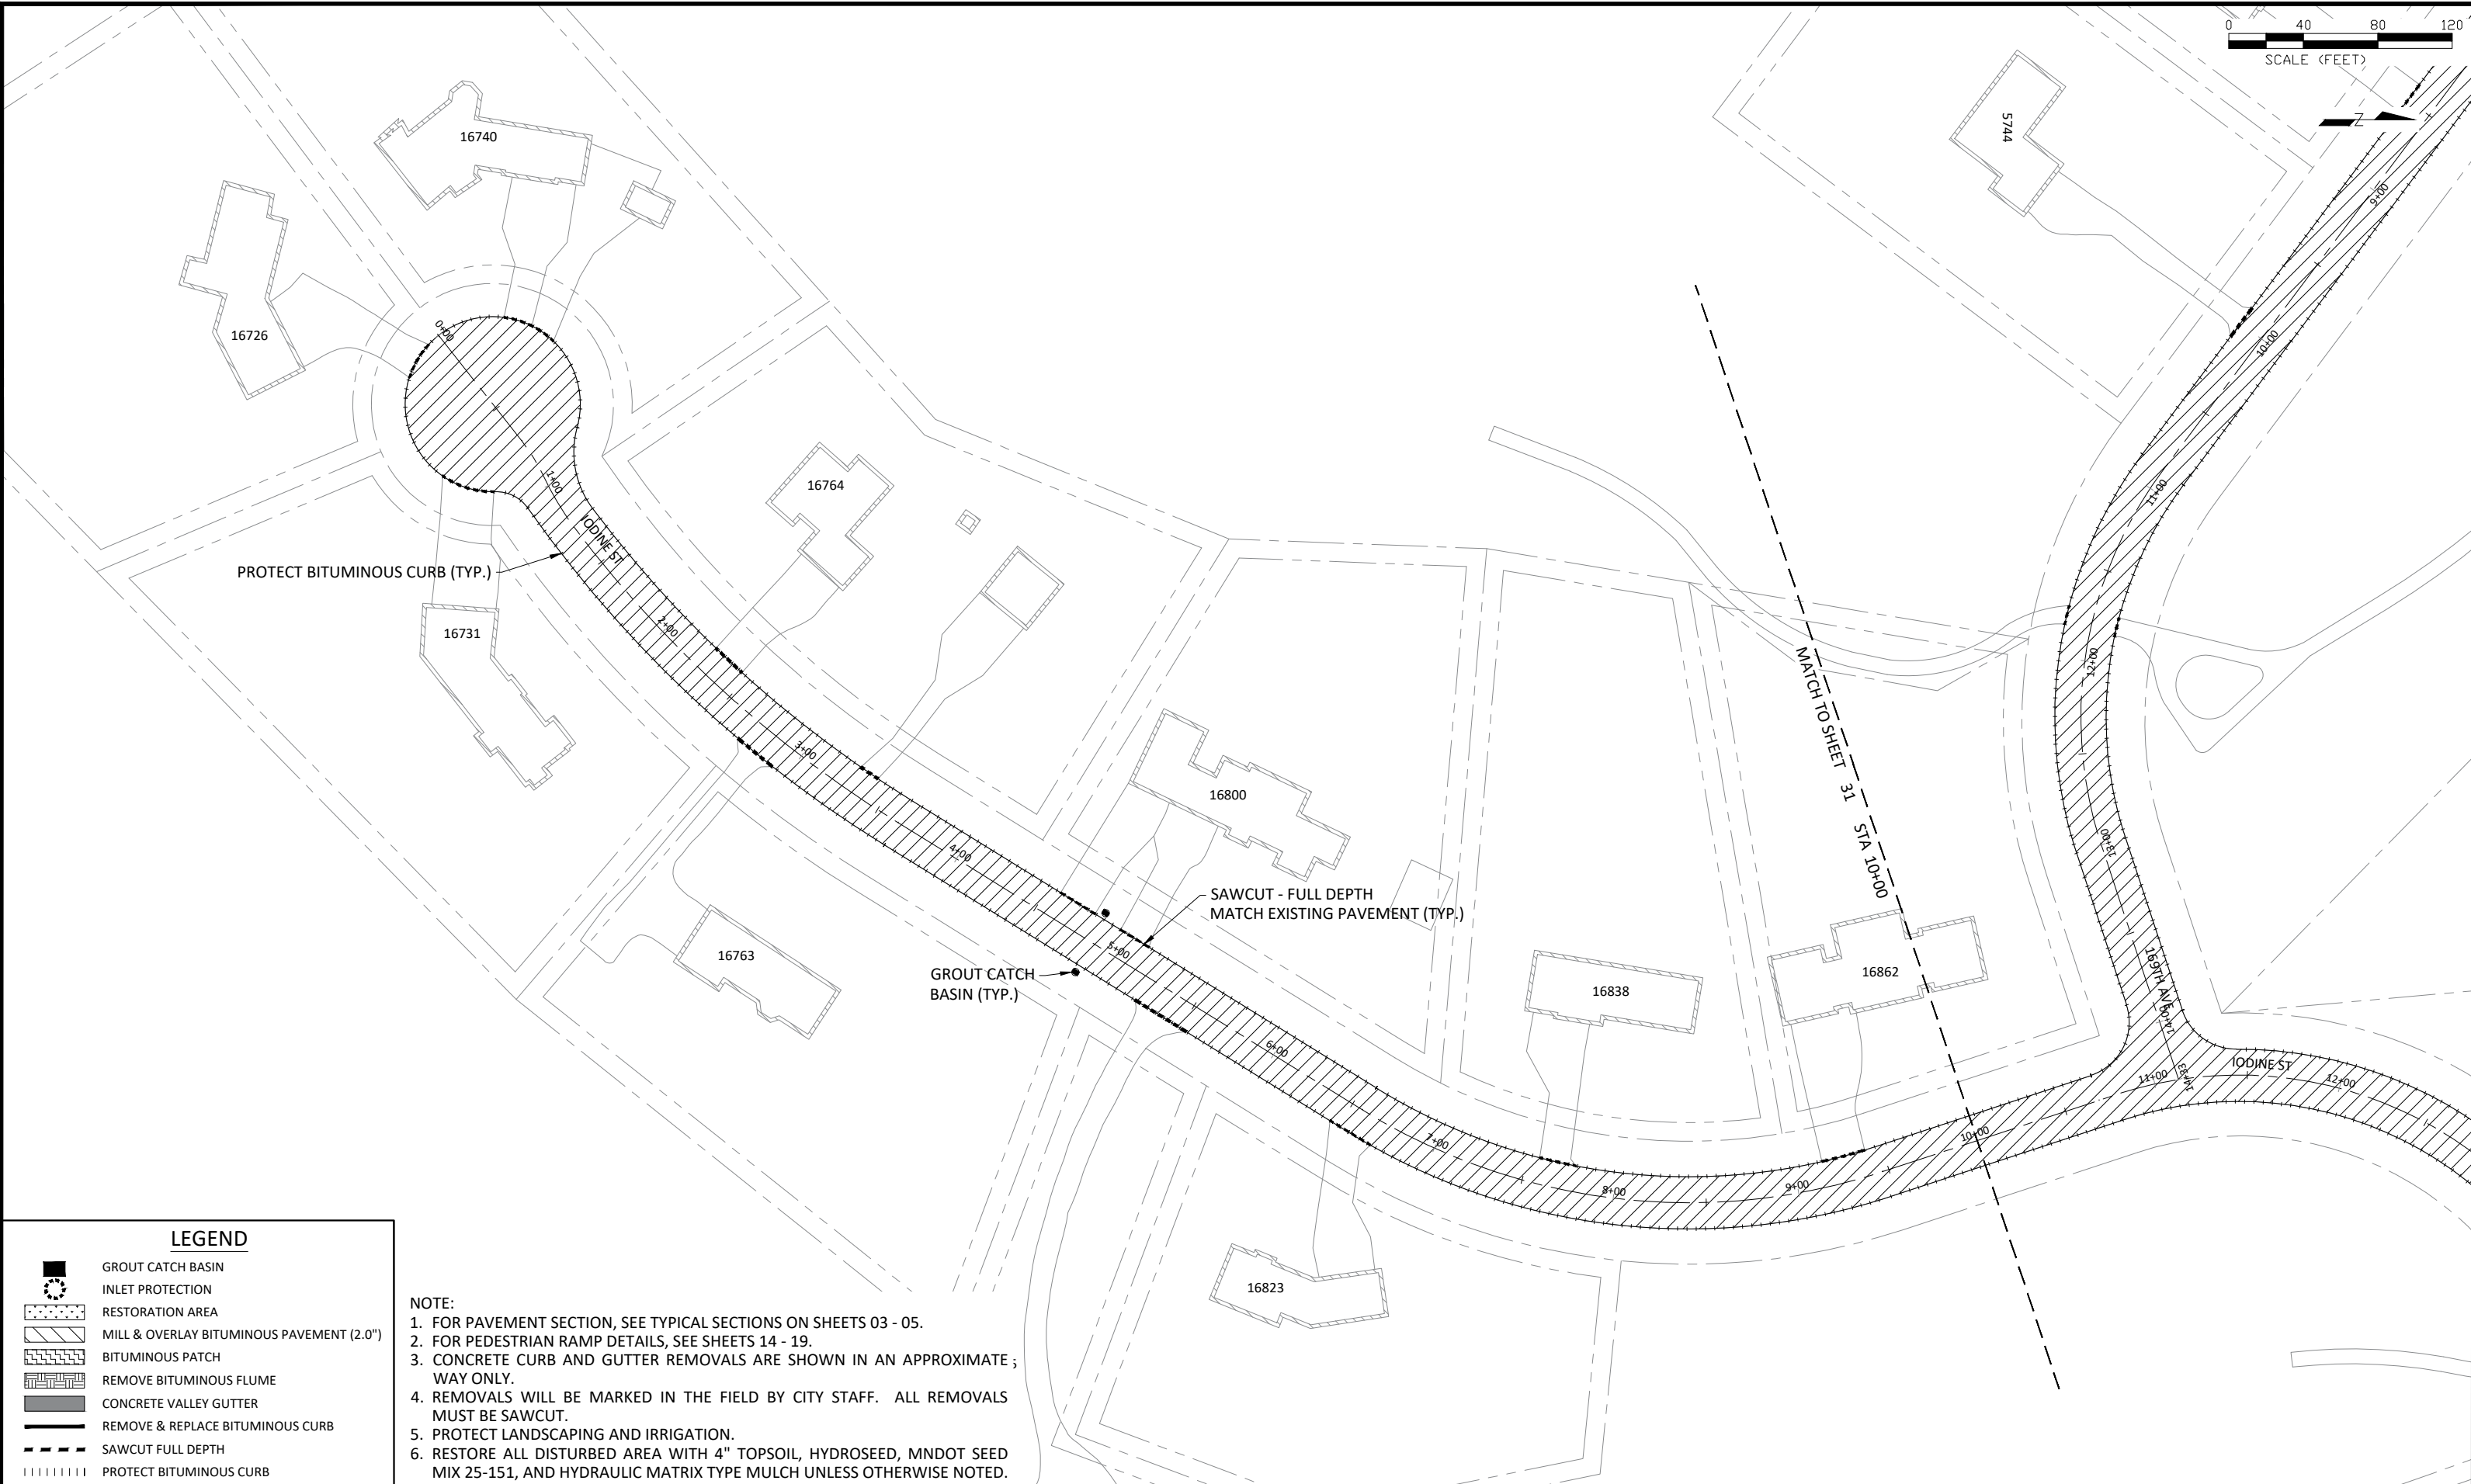 0 40 80 120
SCALE (FEET)
Z
16740
5744
9+00
16726
0+00
10+00
16764
1+00
11+00
IODINE ST
PROTECT BITUMINOUS CURB (TYP.)
16731
2+00
12+00
MATCH TO SHEET 31 STA 10+00
3+00
16800
13+00
4+00
SAWCUT - FULL DEPTH
MATCH EXISTING PAVEMENT (TYP.)
5+00
16763
GROUT CATCH
BASIN (TYP.)
16838
16862
169TH AVE
14+00
6+00
IODINE ST
11+00
14+33
12+00
7+00
10+00
8+00
9+00
16823
LEGEND
GROUT CATCH BASIN
INLET PROTECTION
RESTORATION AREA
MILL & OVERLAY BITUMINOUS PAVEMENT (2.0")
BITUMINOUS PATCH
REMOVE BITUMINOUS FLUME
CONCRETE VALLEY GUTTER
REMOVE & REPLACE BITUMINOUS CURB
SAWCUT FULL DEPTH
PROTECT BITUMINOUS CURB
NOTE:
1. FOR PAVEMENT SECTION, SEE TYPICAL SECTIONS ON SHEETS 03 - 05.
2. FOR PEDESTRIAN RAMP DETAILS, SEE SHEETS 14 - 19.
3. CONCRETE CURB AND GUTTER REMOVALS ARE SHOWN IN AN APPROXIMATE
WAY ONLY.
4. REMOVALS WILL BE MARKED IN THE FIELD BY CITY STAFF. ALL REMOVALS
MUST BE SAWCUT.
5. PROTECT LANDSCAPING AND IRRIGATION.
6. RESTORE ALL DISTURBED AREA WITH 4" TOPSOIL, HYDROSEED, MNDOT SEED
MIX 25-151, AND HYDRAULIC MATRIX TYPE MULCH UNLESS OTHERWISE NOTED.